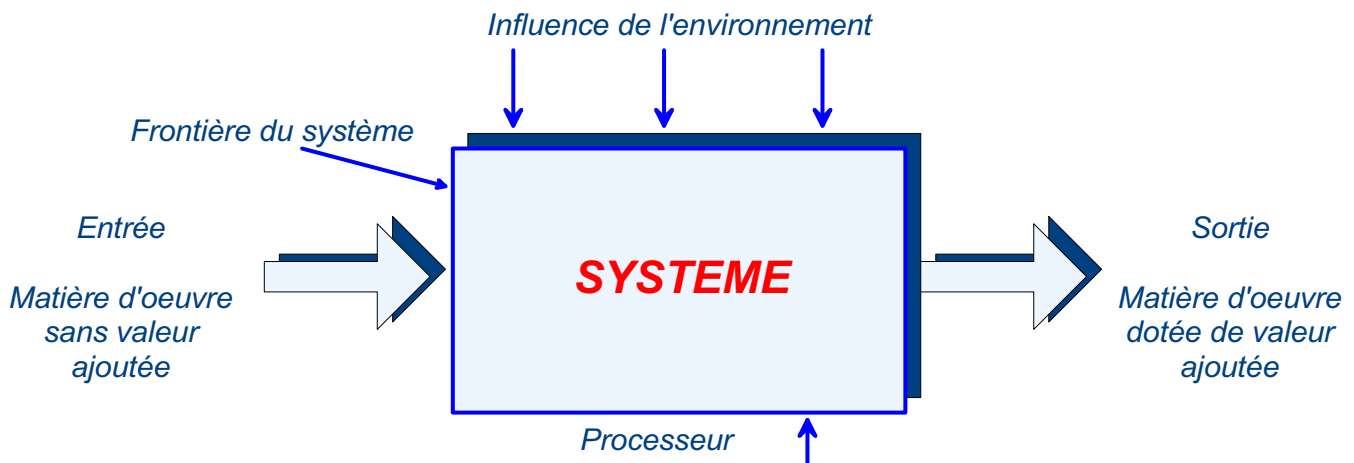 Influence de l'environnement
Frontière du système
Entrée
Matière d'oeuvre
sans valeur
ajoutée
SYSTEME
Sortie
Matière d'oeuvre
dotée de valeur
ajoutée
Processeur